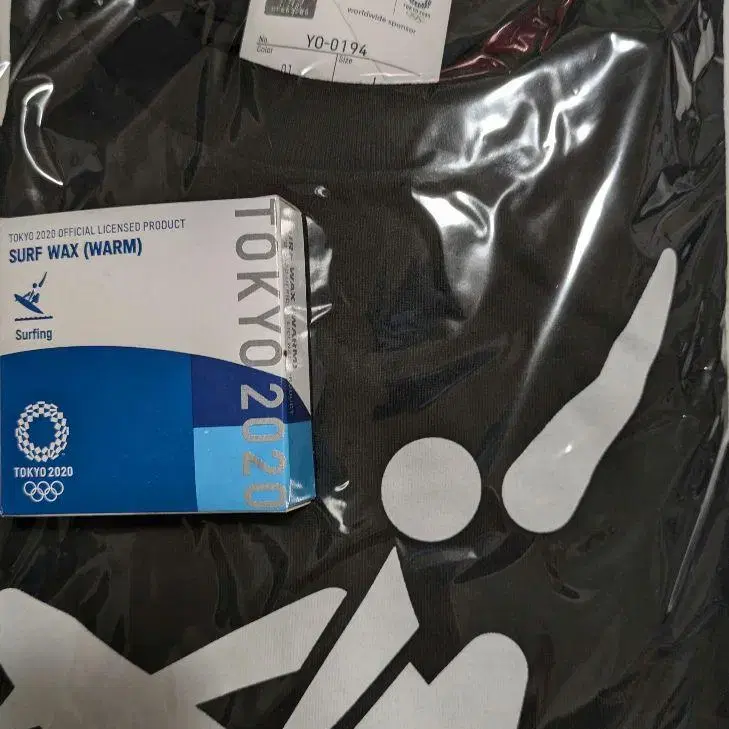 worldwide sponsor
No. YO-0194
Color Size
01
TOKYO 2020 OFFICIAL LICENSED PRODUCT
SURF WAX (WARM)
Surfing
TOKYO 2020
TOKYO 2020